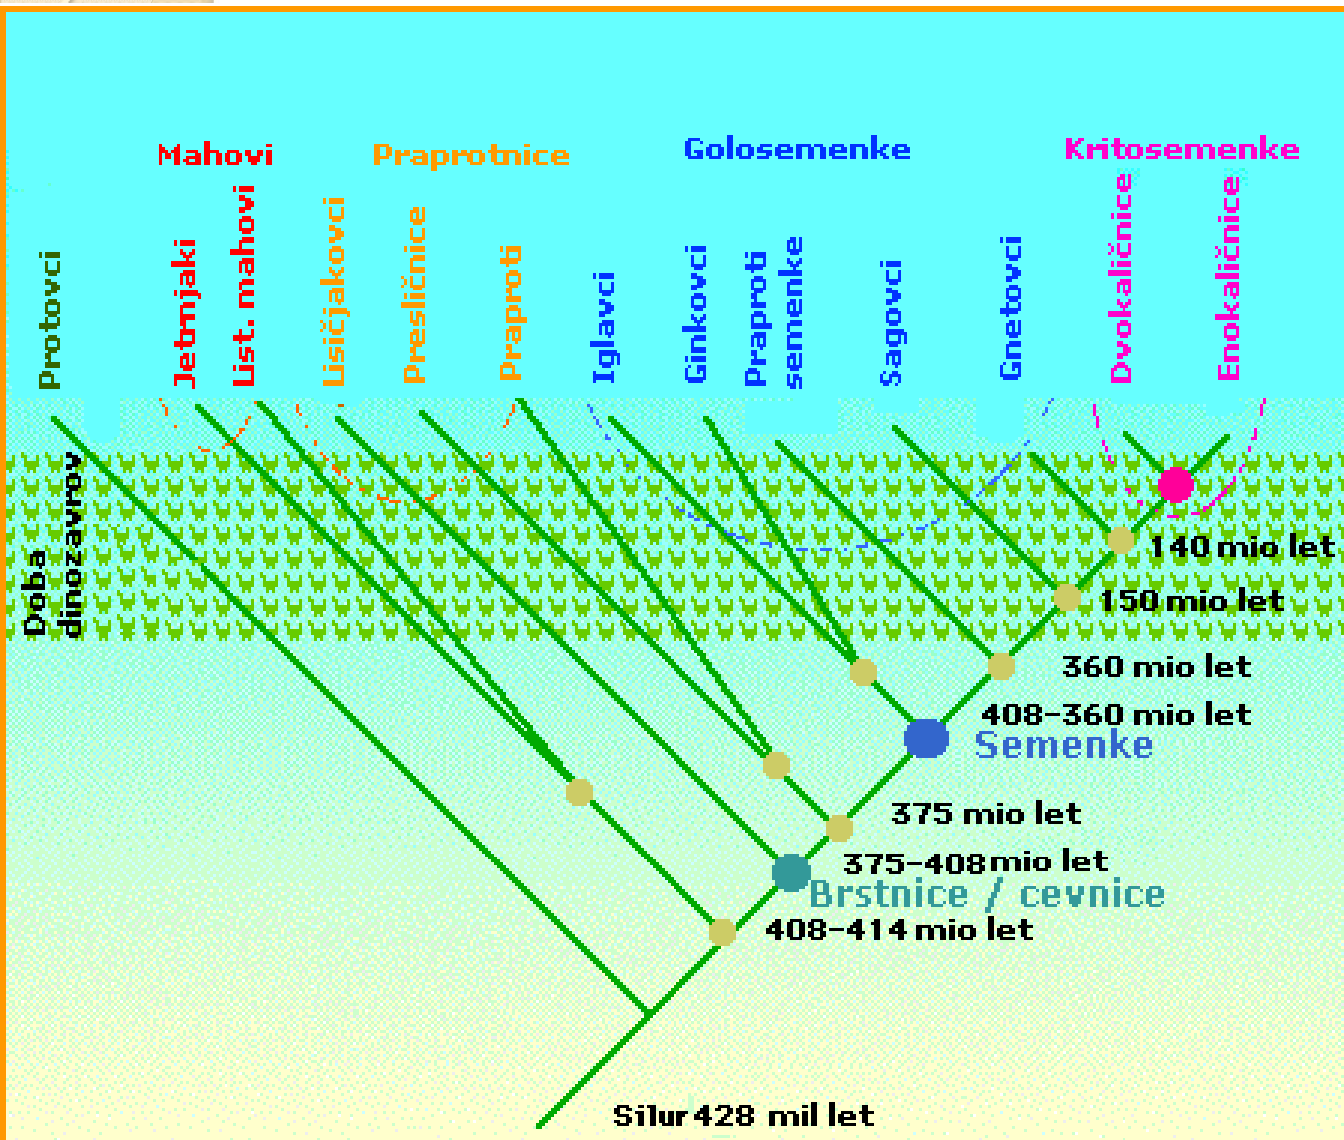 Mahovi
Praprotnice
Golosemenke
Kritosemenke
Protovci
Jetrnjaki
List. mahovi
Lisičjakovci
Presličnice
Praproti
Iglavci
Ginkovci
Praproti
semenke
Sagovci
Gnetovci
Dvokaličnice
Enokaličnice
Doba
dinozavrov
140 mio let
150 mio let
360 mio let
408-360 mio let
Semenke
375 mio let
375-408 mio let
Brstnice / cevnice
408-414 mio let
Silur 428 mil let